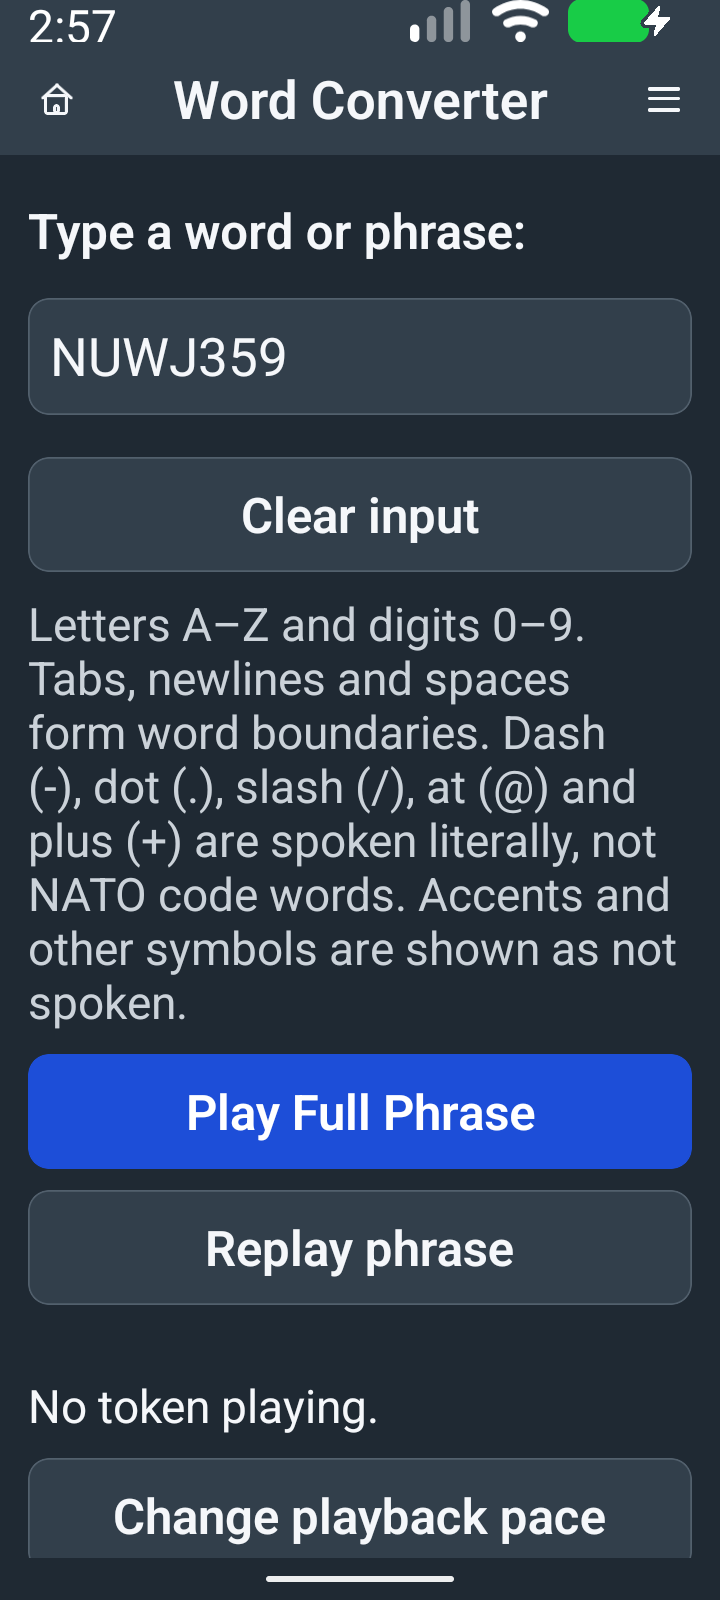 2:57
Word Converter
Type a word or phrase:
NUWJ359
Clear input
Letters A–Z and digits 0–9.
Tabs, newlines and spaces
form word boundaries. Dash
(-), dot (.), slash (/), at (@) and
plus (+) are spoken literally, not
NATO code words. Accents and
other symbols are shown as not
spoken.
Play Full Phrase
Replay phrase
No token playing.
Change playback pace